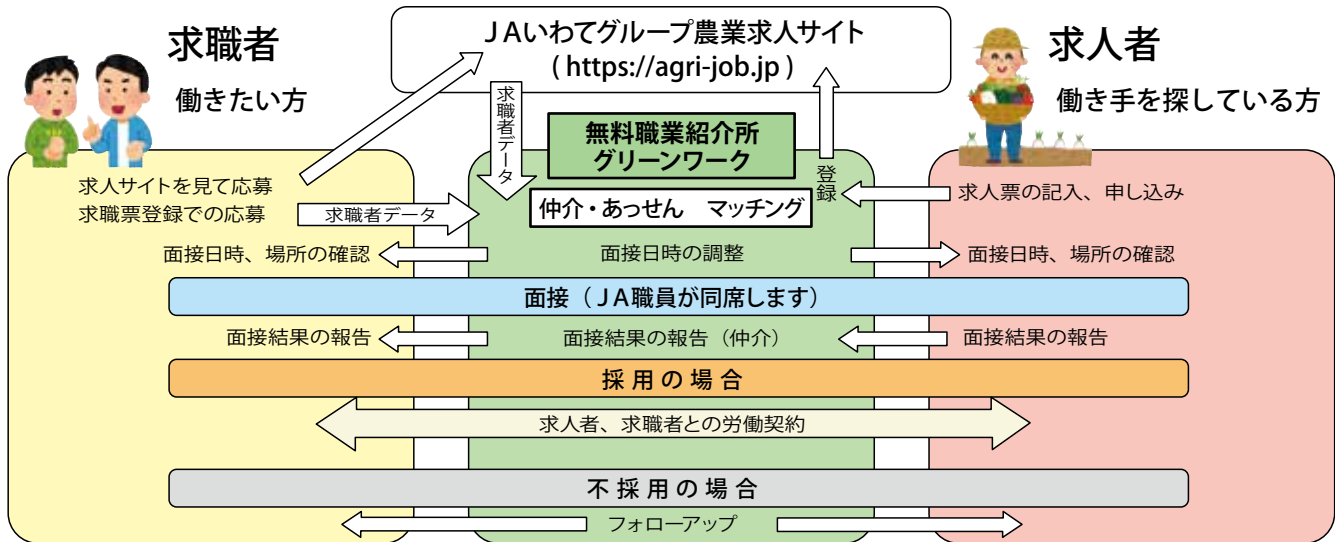 求職者
働きたい方
JAいわてグループ農業求人サイト
( https://agri-job.jp )
求人者
働き手を探している方
求職者データ
無料職業紹介所
グリーンワーク
登録
求人サイトを見て応募
求職票登録での応募
求職者データ
仲介・あっせん　マッチング
求人票の記入、申し込み
面接日時、場所の確認
面接日時の調整
面接日時、場所の確認
面接（JA職員が同席します）
面接結果の報告
面接結果の報告（仲介）
面接結果の報告
採用の場合
求人者、求職者との労働契約
不採用の場合
フォローアップ